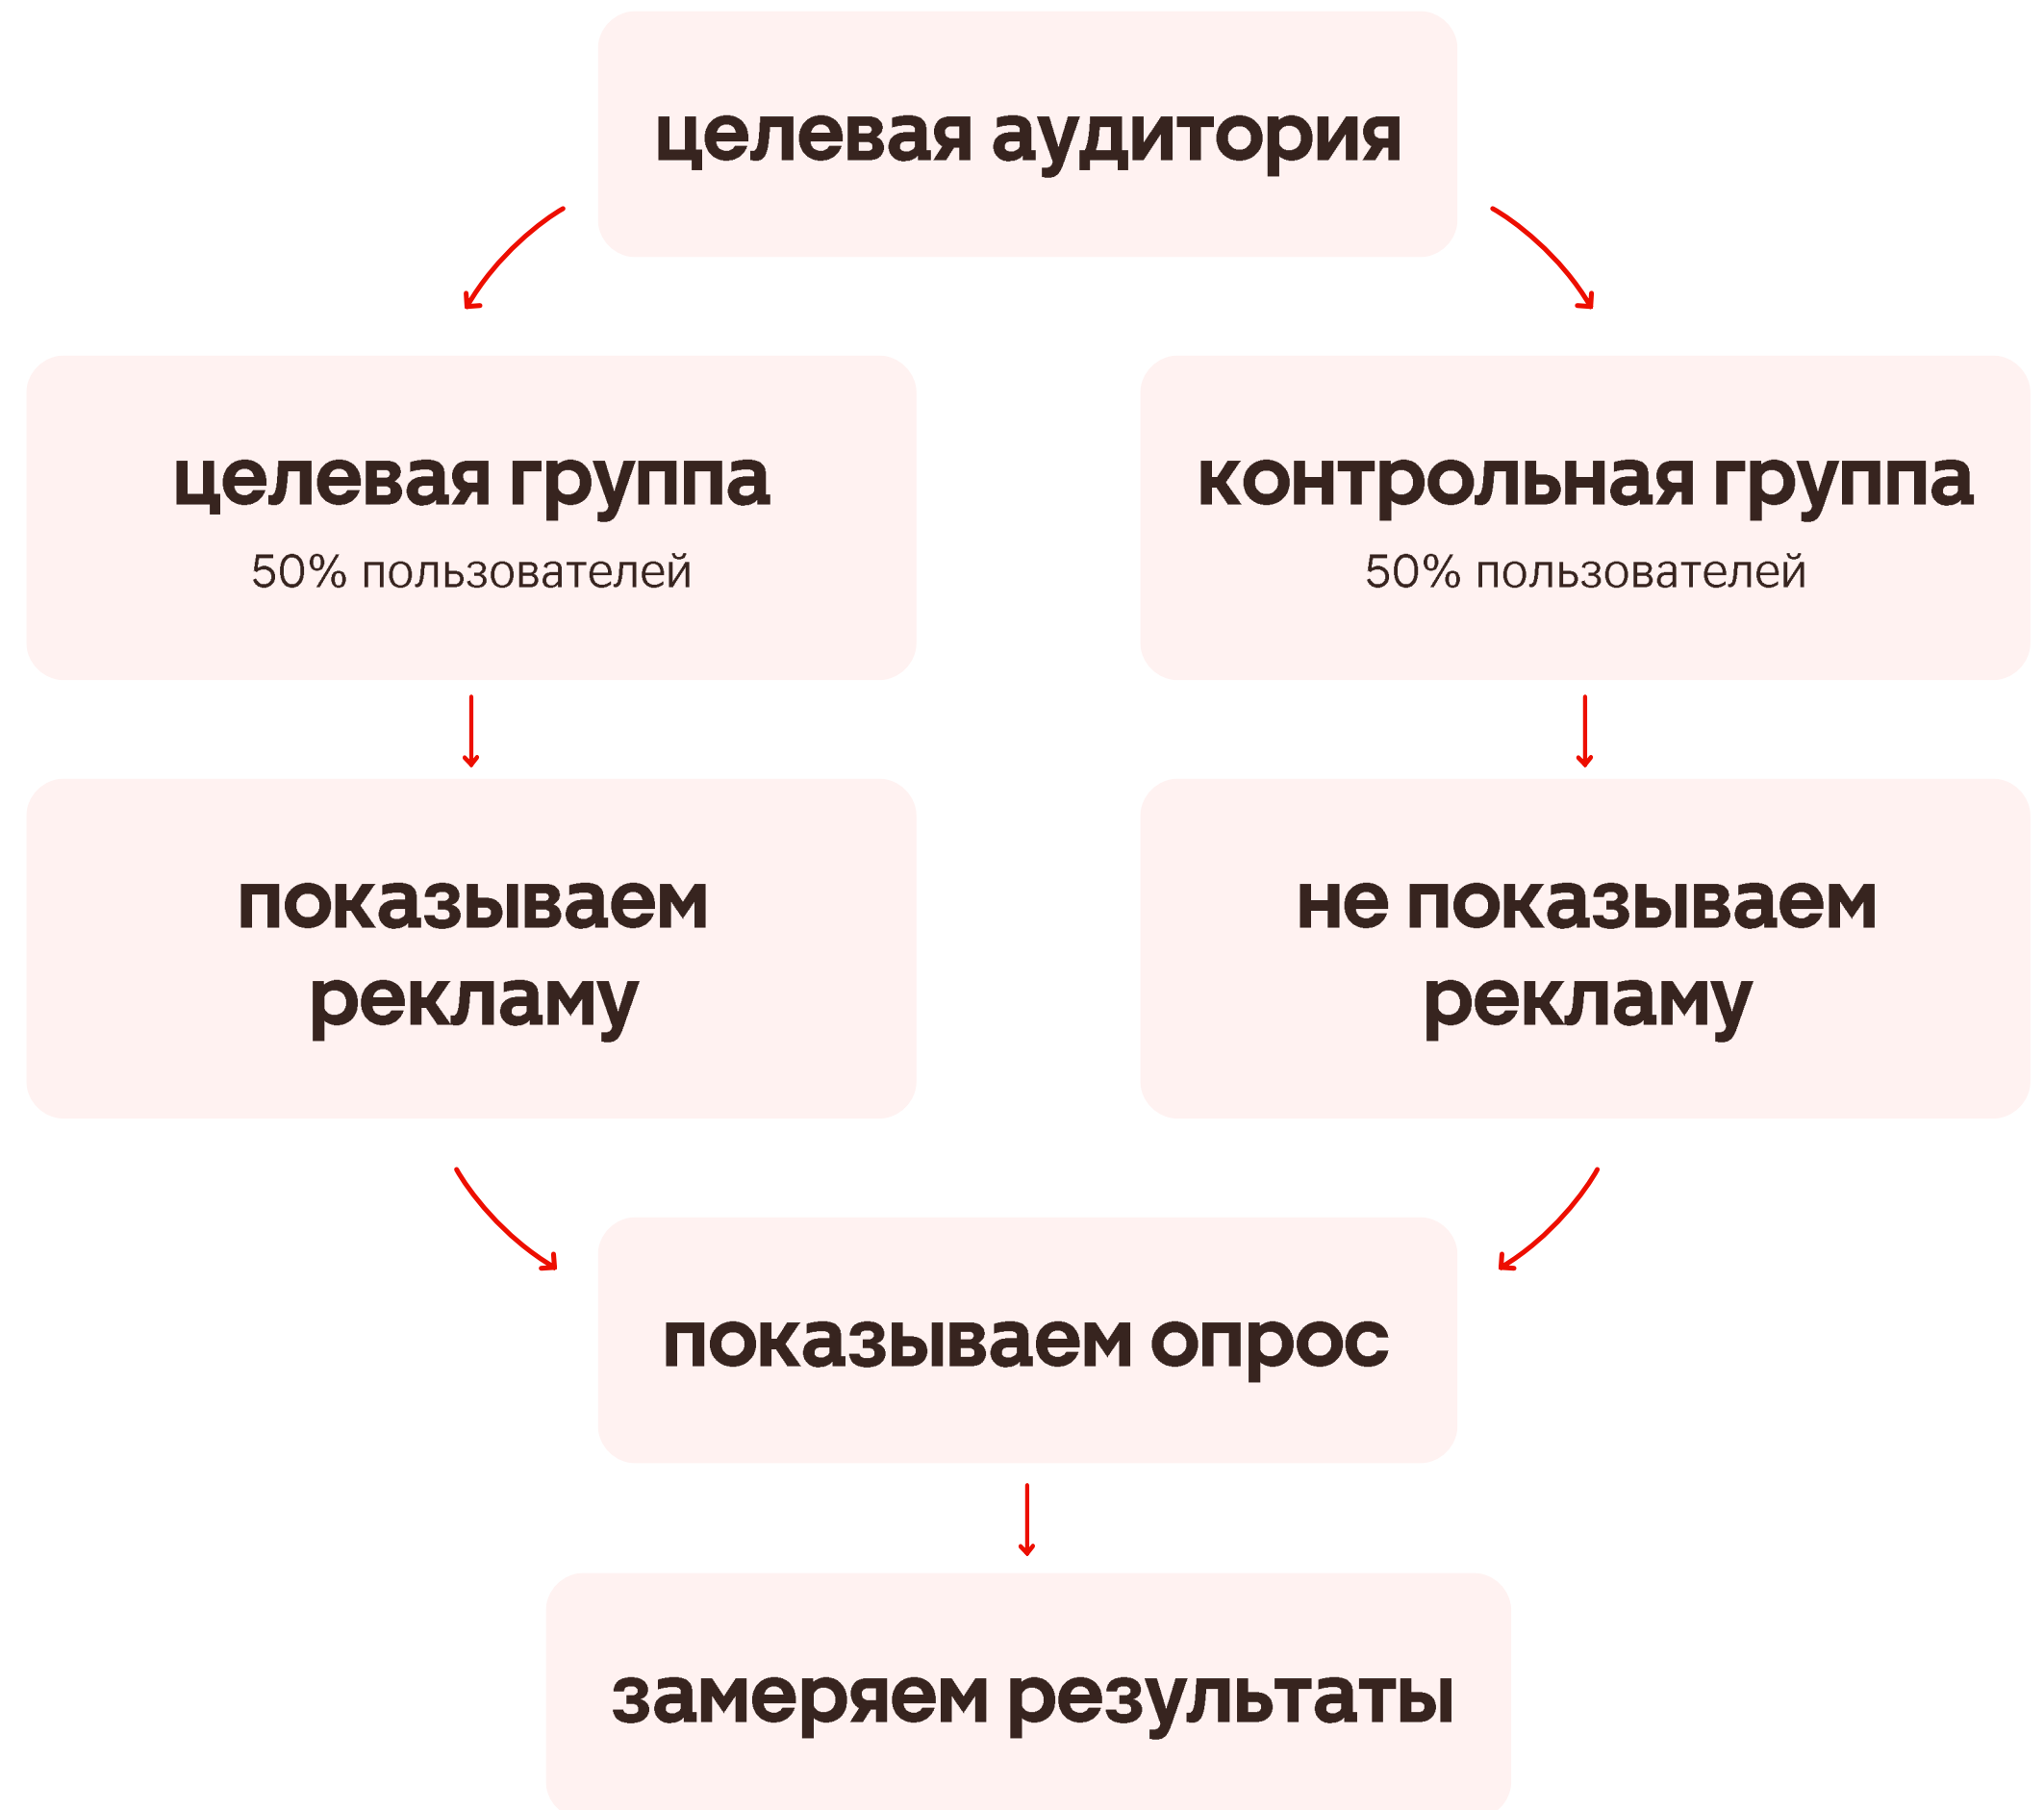 целевая аудитория
целевая группа
50% пользователей
контрольная группа
50% пользователей
показываем
рекламу
не показываем
рекламу
показываем опрос
замеряем результаты